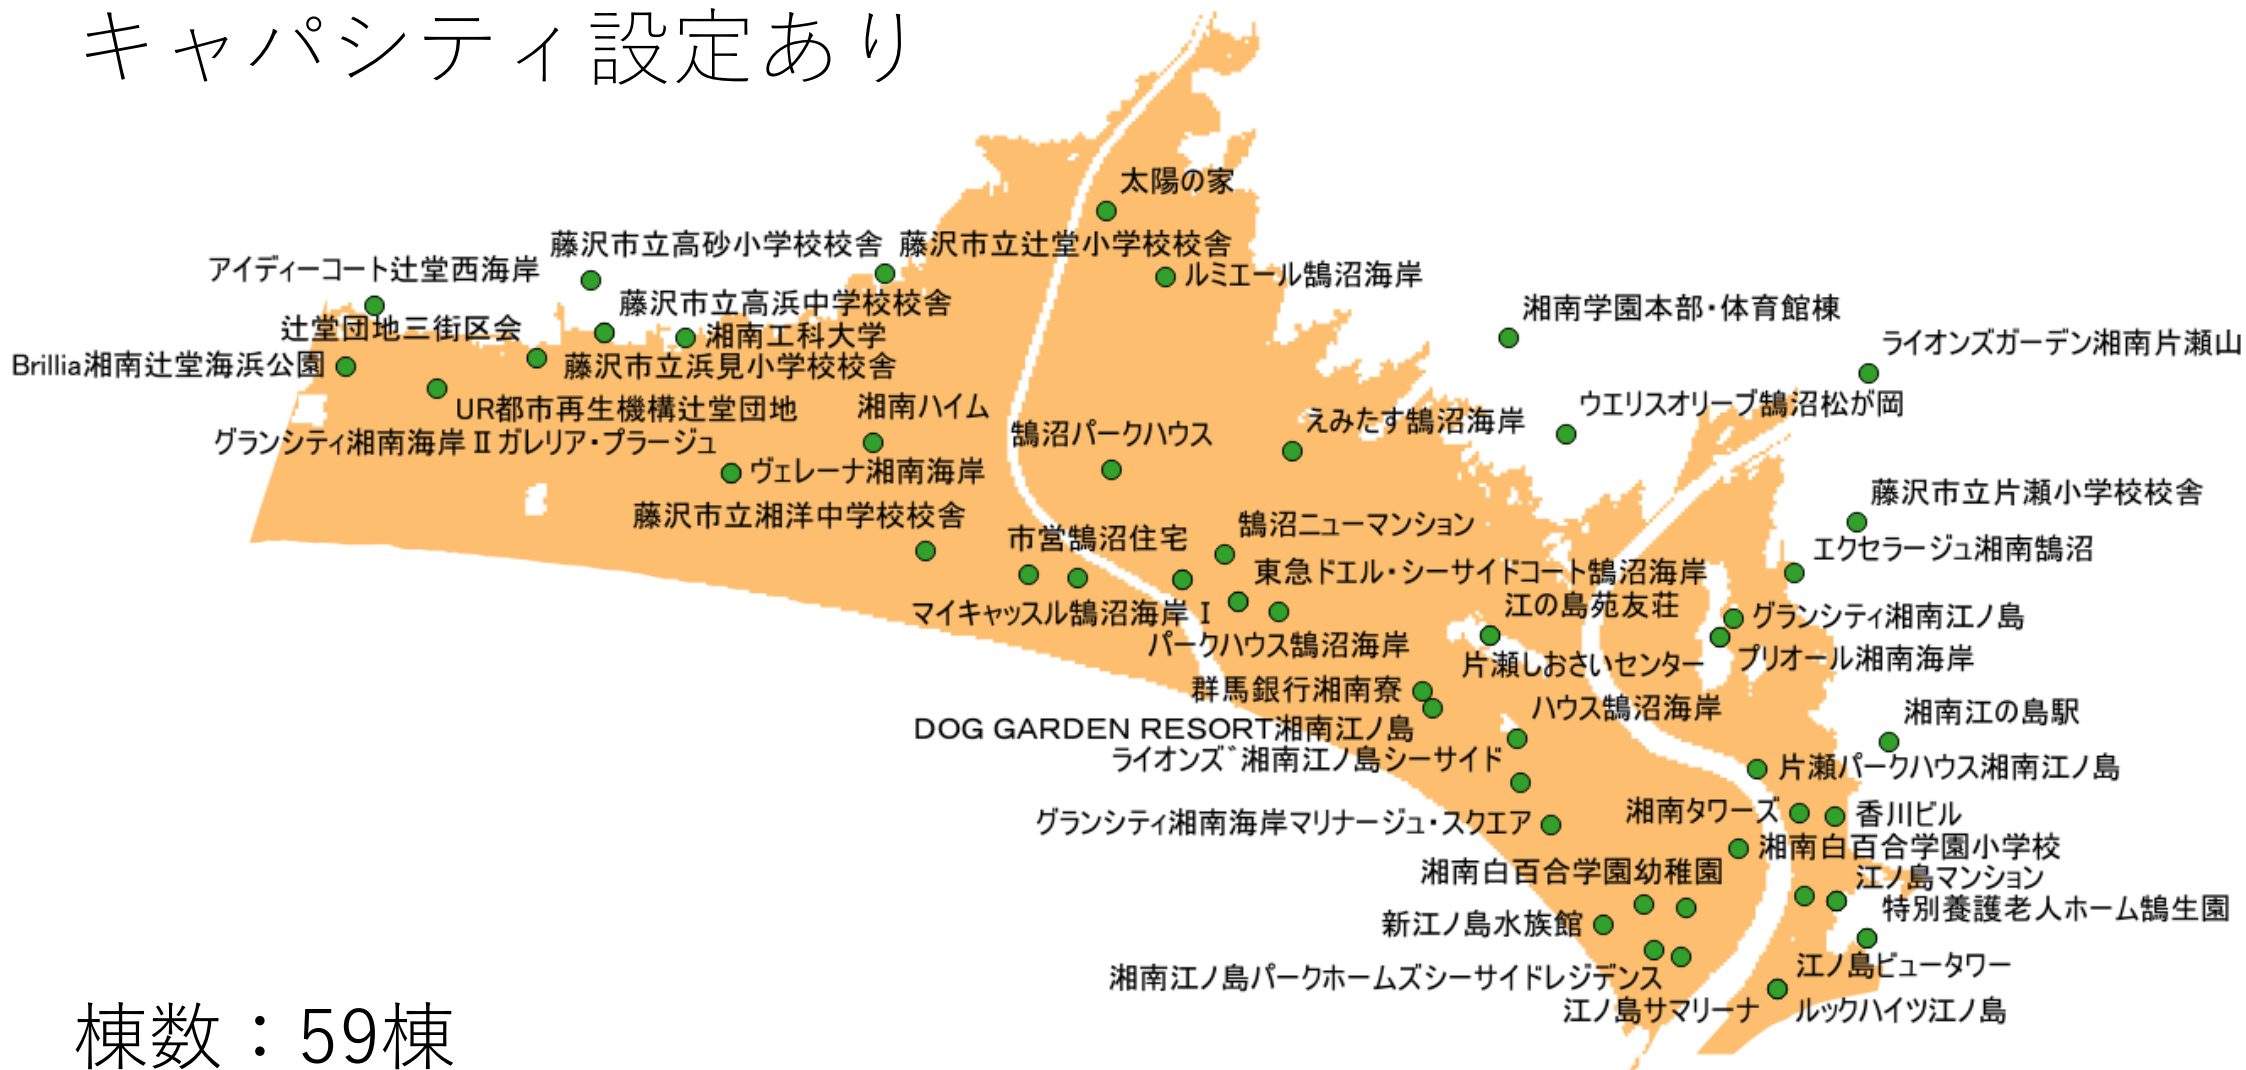 キャパシティ設定あり
太陽の家
藤沢市立高砂小学校校舎
藤沢市立辻堂小学校校舎
アイディーコート辻堂西海岸
ルミエール鵠沼海岸
藤沢市立高浜中学校校舎
湘南学園本部・体育館棟
辻堂団地三街区会
湘南工科大学
ライオンズガーデン湘南片瀬山
Brillia湘南辻堂海浜公園
藤沢市立浜見小学校校舎
UR都市再生機構辻堂団地
湘南ハイム
ウエリスオリーブ鵠沼松が岡
えみたす鵠沼海岸
鵠沼パークハウス
グランシティ湘南海岸Ⅱガレリア・プラージュ
ヴェレーナ湘南海岸
藤沢市立片瀬小学校校舎
藤沢市立湘洋中学校校舎
鵠沼ニューマンション
市営鵠沼住宅
エクセラージュ湘南鵠沼
東急ドエル・シーサイドコート鵠沼海岸
江の島苑友荘
マイキャッスル鵠沼海岸Ⅰ
グランシティ湘南江ノ島
パークハウス鵠沼海岸
片瀬しおさいセンター
プリオール湘南海岸
群馬銀行湘南寮
ハウス鵠沼海岸
湘南江の島駅
DOG GARDEN RESORT湘南江ノ島
ライオンズ゛湘南江ノ島シーサイド
片瀬パークハウス湘南江ノ島
湘南タワーズ
香川ビル
グランシティ湘南海岸マリナージュ・スクエア
湘南白百合学園小学校
湘南白百合学園幼稚園
江ノ島マンション
特別養護老人ホーム鵠生園
新江ノ島水族館
江ノ島ビュータワー
湘南江ノ島パークホームズシーサイドレジデンス
江ノ島サマリーナ
ルックハイツ江ノ島
棟数：59棟